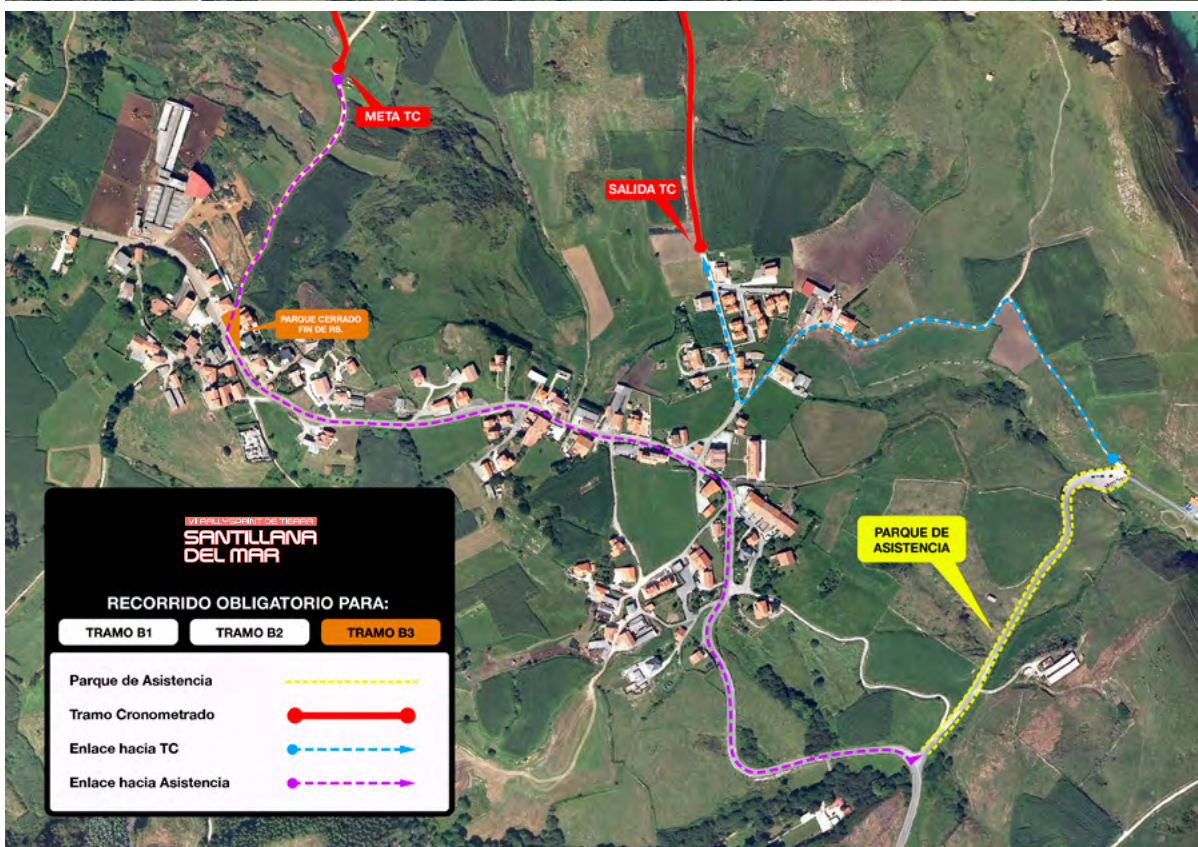 META TC
SALIDA TC
PARQUE CERRADO
FIN DE RS.
PARQUE DE
ASISTENCIA
VI RALLYSPRINT DE TIERRA
SANTILLANA
DEL MAR
RECORRIDO OBLIGATORIO PARA:
TRAMO B1
TRAMO B2
TRAMO B3
Parque de Asistencia
Tramo Cronometrado
Enlace hacia TC
Enlace hacia Asistencia